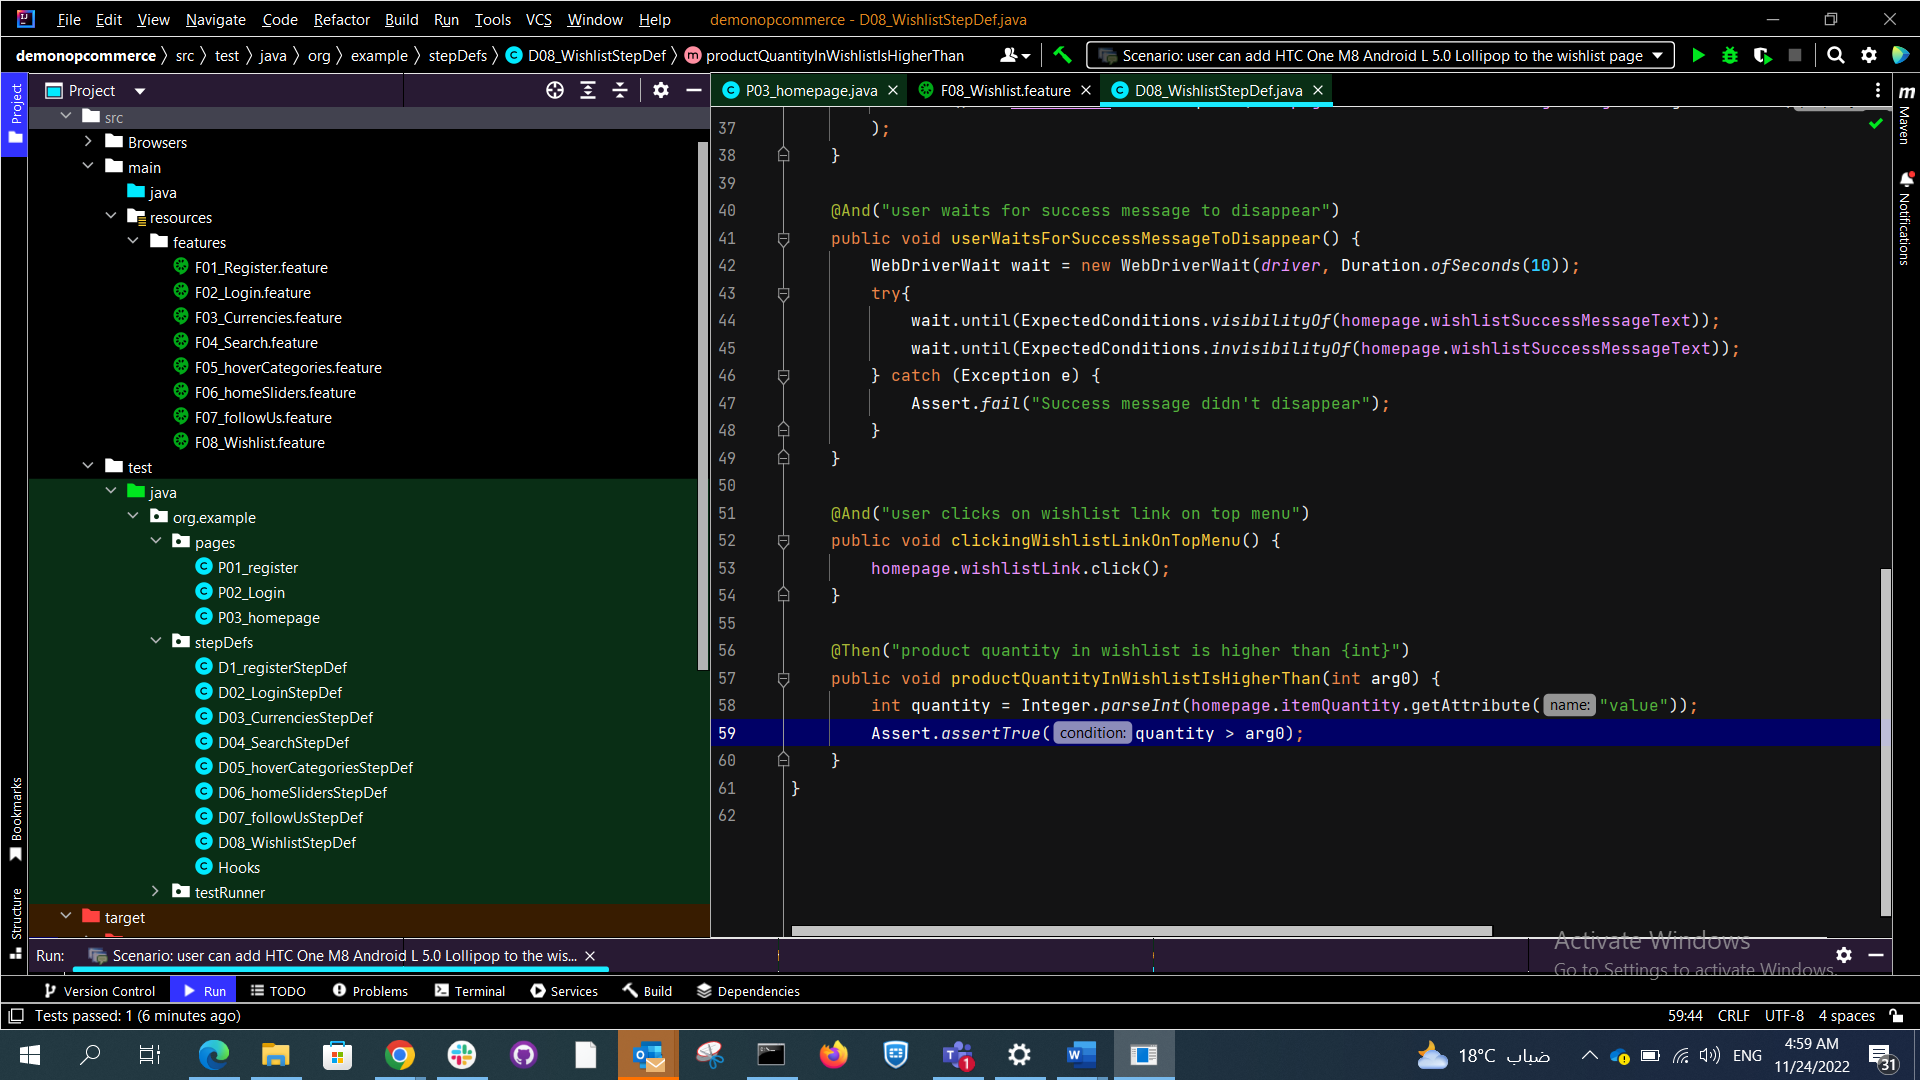 File Edit View Navigate Code Refactor Build Run Tools VCS Window Help demonopcommerce - D08_WishlistStepDef.java
demonopcommerce src test java org example stepDefs D08_WishlistStepDef productQuantityInWishlistIsHigherThan Scenario: user can add HTC One M8 Android L 5.0 Lollipop to the wishlist page
Project
Project
P03_homepage.java F08_Wishlist.feature D08_WishlistStepDef.java
Maven
Notifications
src
Browsers
main
java
resources
features
F01_Register.feature
F02_Login.feature
F03_Currencies.feature
F04_Search.feature
F05_hoverCategories.feature
F06_homeSliders.feature
F07_followUs.feature
F08_Wishlist.feature
test
java
org.example
pages
P01_register
P02_Login
P03_homepage
stepDefs
D1_registerStepDef
D02_LoginStepDef
D03_CurrenciesStepDef
D04_SearchStepDef
D05_hoverCategoriesStepDef
D06_homeSlidersStepDef
D07_followUsStepDef
D08_WishlistStepDef
Hooks
testRunner
target
Bookmarks
Structure
37 );
38 }
39
40 @And("user waits for success message to disappear")
41 public void userWaitsForSuccessMessageToDisappear() {
42 WebDriverWait wait = new WebDriverWait(driver, Duration.ofSeconds(10));
43 try{
44 wait.until(ExpectedConditions.visibilityOf(homepage.wishlistSuccessMessageText));
45 wait.until(ExpectedConditions.invisibilityOf(homepage.wishlistSuccessMessageText));
46 } catch (Exception e) {
47 Assert.fail("Success message didn't disappear");
48 }
49 }
50
51 @And("user clicks on wishlist link on top menu")
52 public void clickingWishlistLinkOnTopMenu() {
53 homepage.wishlistLink.click();
54 }
55
56 @Then("product quantity in wishlist is higher than {int}")
57 public void productQuantityInWishlistIsHigherThan(int arg0) {
58 int quantity = Integer.parseInt(homepage.itemQuantity.getAttribute( name: "value"));
59 Assert.assertTrue( condition: quantity > arg0);
60 }
61 }
62
Activate Windows
Go to Settings to activate Windows.
Run: Scenario: user can add HTC One M8 Android L 5.0 Lollipop to the wis...
Version Control Run TODO Problems Terminal Services Build Dependencies
Tests passed: 1 (6 minutes ago) 59:44 CRLF UTF-8 4 spaces
18°C ضباب ENG 4:59 AM
11/24/2022 31